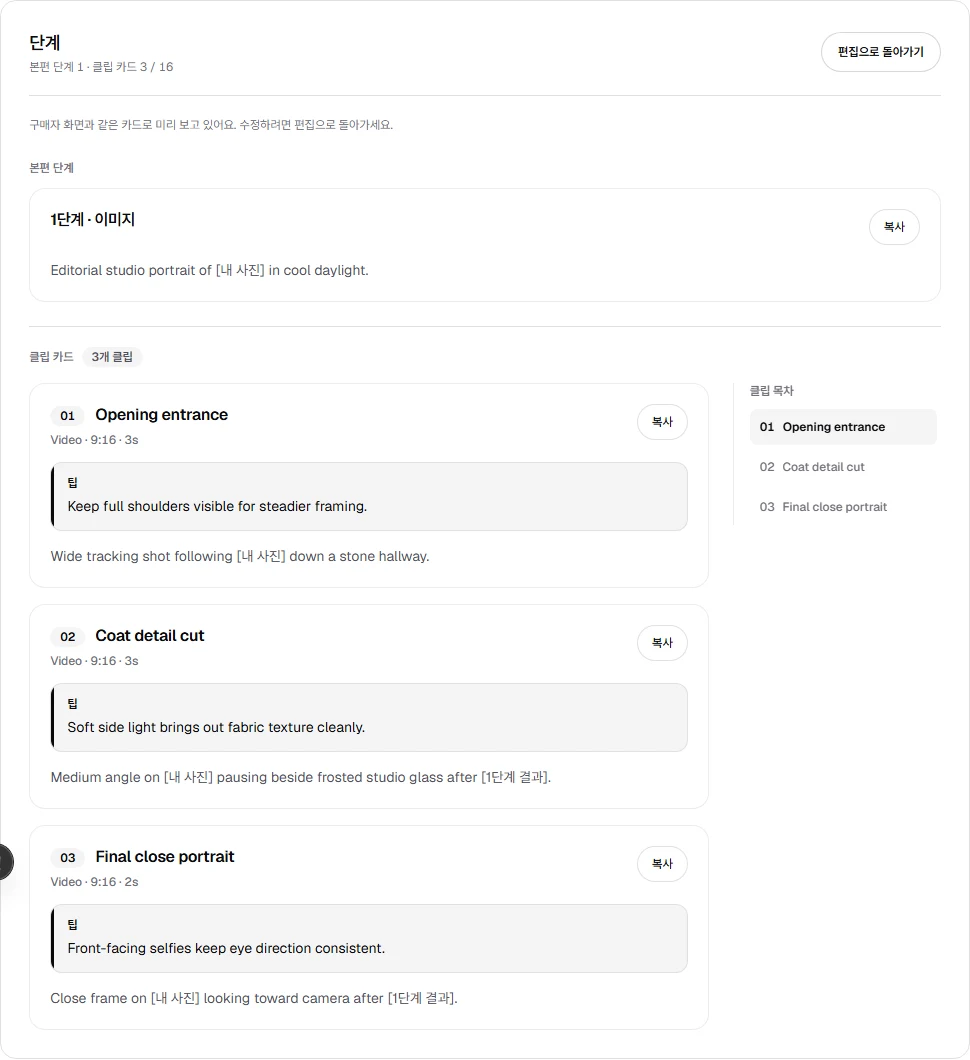 단계
본편 단계 1 · 클립 카드 3 / 16
편집으로 돌아가기
구매자 화면과 같은 카드로 미리 보고 있어요. 수정하려면 편집으로 돌아가세요.
본편 단계
1단계 · 이미지
복사
Editorial studio portrait of [내 사진] in cool daylight.
클립 카드
3개 클립
01 Opening entrance
Video · 9:16 · 3s
복사
팁
Keep full shoulders visible for steadier framing.
Wide tracking shot following [내 사진] down a stone hallway.
02 Coat detail cut
Video · 9:16 · 3s
복사
팁
Soft side light brings out fabric texture cleanly.
Medium angle on [내 사진] pausing beside frosted studio glass after [1단계 결과].
03 Final close portrait
Video · 9:16 · 2s
복사
팁
Front-facing selfies keep eye direction consistent.
Close frame on [내 사진] looking toward camera after [1단계 결과].
클립 목차
01 Opening entrance
02 Coat detail cut
03 Final close portrait